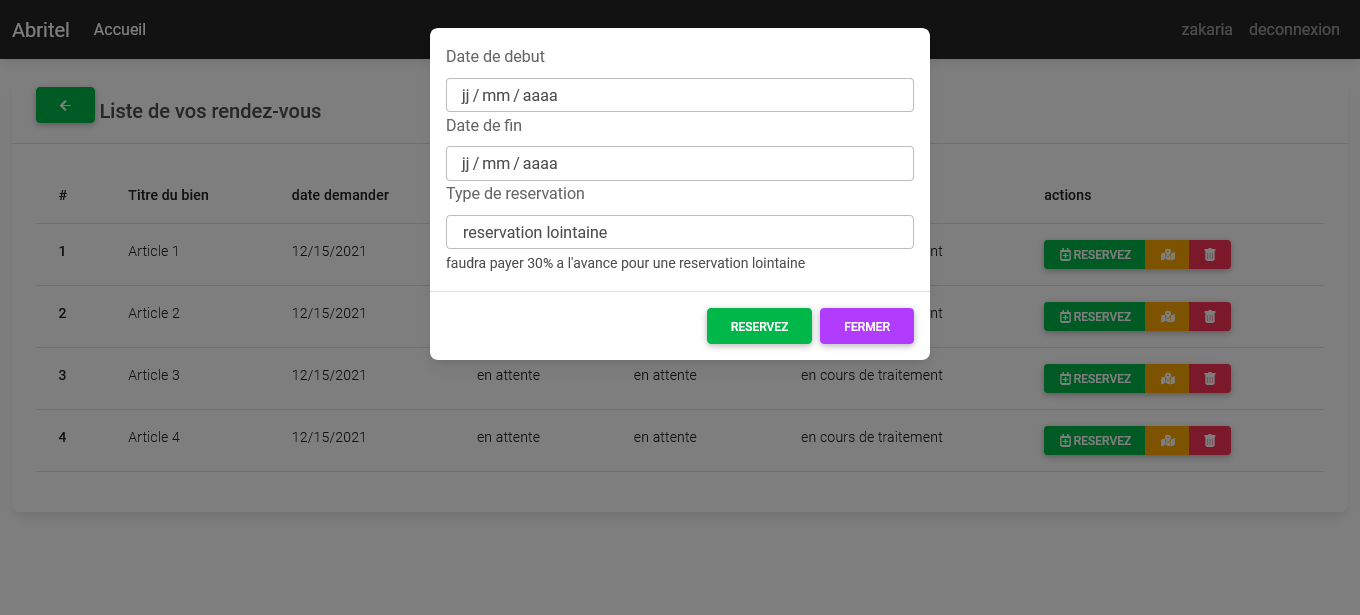 Abritel Accueil zakaria deconnexion
Date de debut
jj / mm / aaaa
Date de fin
jj / mm / aaaa
Type de reservation
reservation lointaine
faudra payer 30% a l'avance pour une reservation lointaine
RESERVEZ FERMER
Liste de vos rendez-vous
# Titre du bien date demander actions
1 Article 1 12/15/2021 nt RESERVEZ
2 Article 2 12/15/2021 nt RESERVEZ
3 Article 3 12/15/2021 en attente en attente en cours de traitement RESERVEZ
4 Article 4 12/15/2021 en attente en attente en cours de traitement RESERVEZ